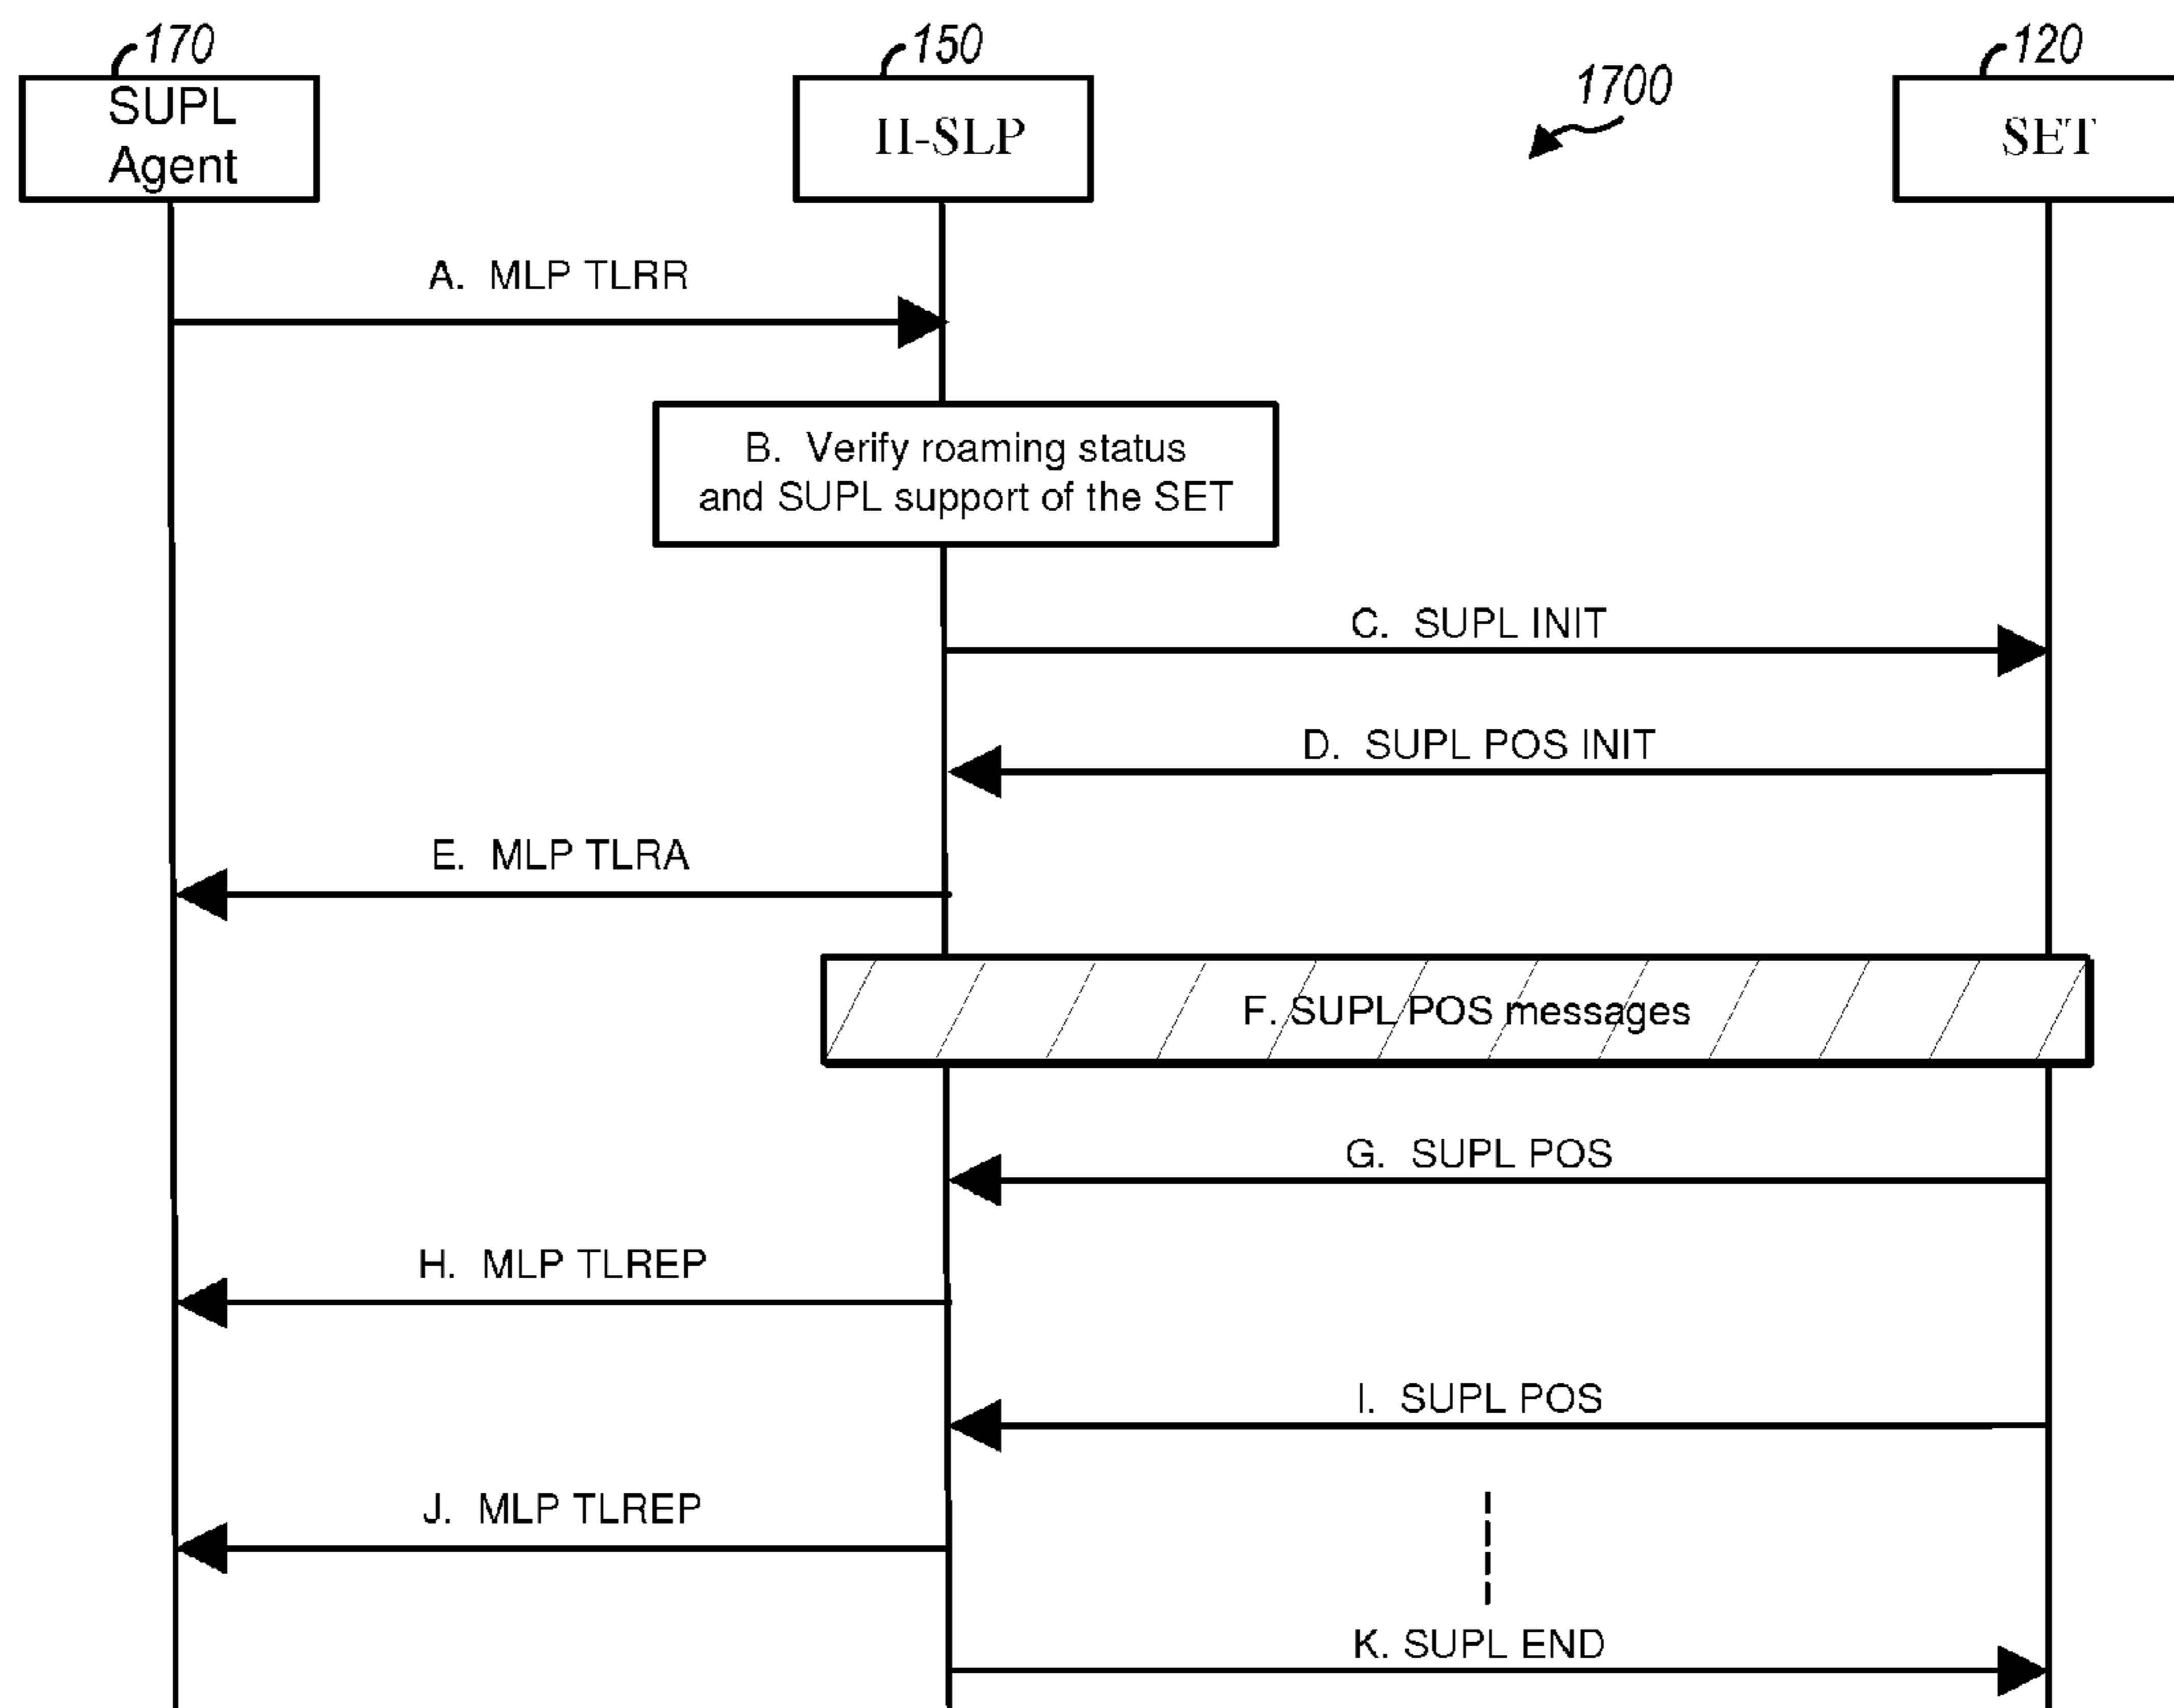 170
150
1700
120
SUPL
Agent
II-SLP
SET
A. MLP TLRR
B. Verify roaming status
and SUPL support of the SET
C. SUPL INIT
D. SUPL POS INIT
E. MLP TLRA
F. SUPL POS messages
G. SUPL POS
H. MLP TLREP
I. SUPL POS
J. MLP TLREP
K. SUPL END